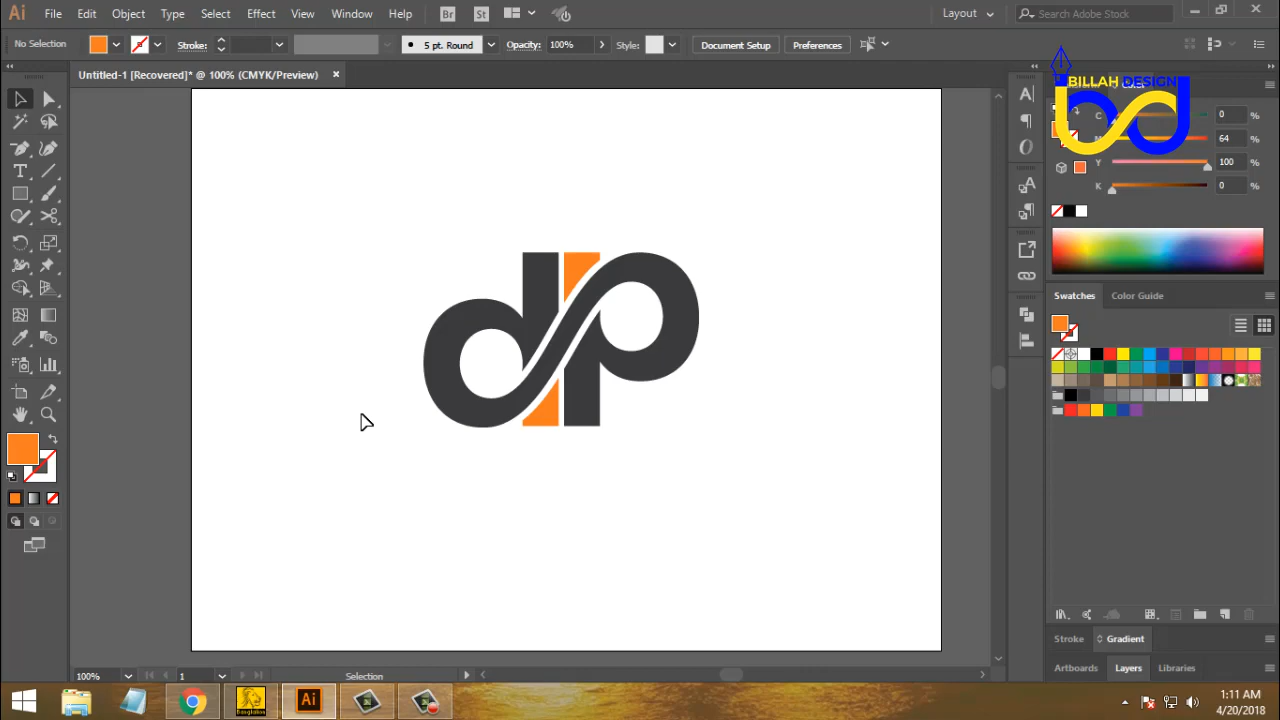 Ai File Edit Object Type Select Effect View Window Help Br St Layout Search Adobe Stock
No Selection Stroke: 5 pt. Round Opacity: 100% Style: Document Setup Preferences
Untitled-1 [Recovered]* @ 100% (CMYK/Preview)
BILLAH DESIGN
Color
C 0 %
M 64 %
Y 100 %
K 0 %
Swatches Color Guide
dp
Stroke Gradient
Artboards Layers Libraries
100% 1 Selection
Ai
1:11 AM
4/20/2018